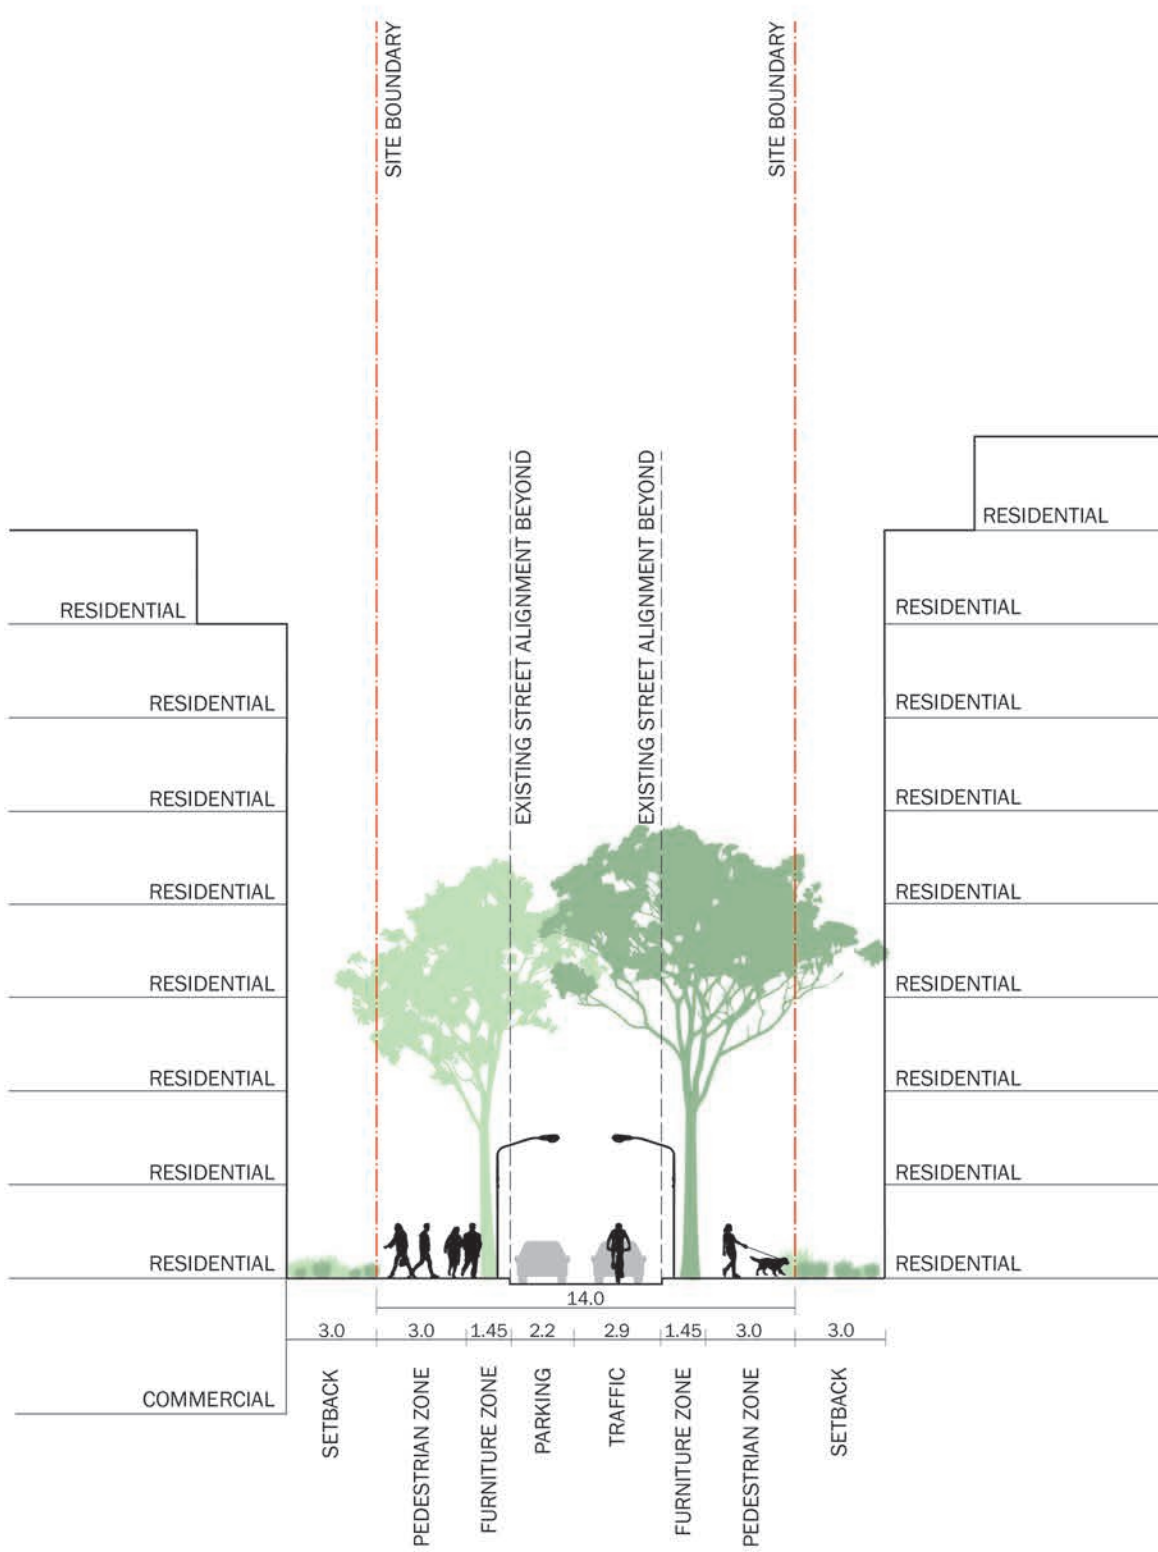 SITE BOUNDARY
SITE BOUNDARY
EXISTING STREET ALIGNMENT BEYOND
EXISTING STREET ALIGNMENT BEYOND
RESIDENTIAL
RESIDENTIAL
RESIDENTIAL
RESIDENTIAL
RESIDENTIAL
RESIDENTIAL
RESIDENTIAL
RESIDENTIAL
COMMERCIAL
RESIDENTIAL
RESIDENTIAL
RESIDENTIAL
RESIDENTIAL
RESIDENTIAL
RESIDENTIAL
RESIDENTIAL
RESIDENTIAL
RESIDENTIAL
14.0
3.0 3.0 1.45 2.2 2.9 1.45 3.0 3.0
SETBACK
PEDESTRIAN ZONE
FURNITURE ZONE
PARKING
TRAFFIC
FURNITURE ZONE
PEDESTRIAN ZONE
SETBACK